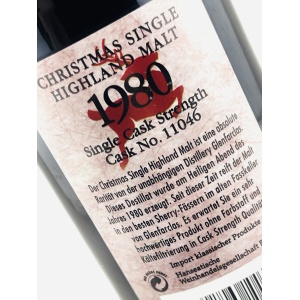 CHRISTMAS SINGLE
HIGHLAND MALT
1980
Single Cask Strength
Cask No. 11046
Der Christmas Single Highland Malt ist eine absolute
Rarität von der unabhängigen Distillery Glenfarclas.
Dieses Destillat wurde am Heiligen Abend des
Jahres 1980 erzeugt. Seit dieser Zeit reift der Malt
in den besten Sherry-Fässern im alten Fasskeller
von Glenfarclas. Es erwartet Sie ein sehr
hochwertiges Produkt ohne Farbstoff und
Kältefiltrierung in Cask Strength Qualität
Import klassischer Produkte
Hanseatische
Weinhandelsgesellschaft